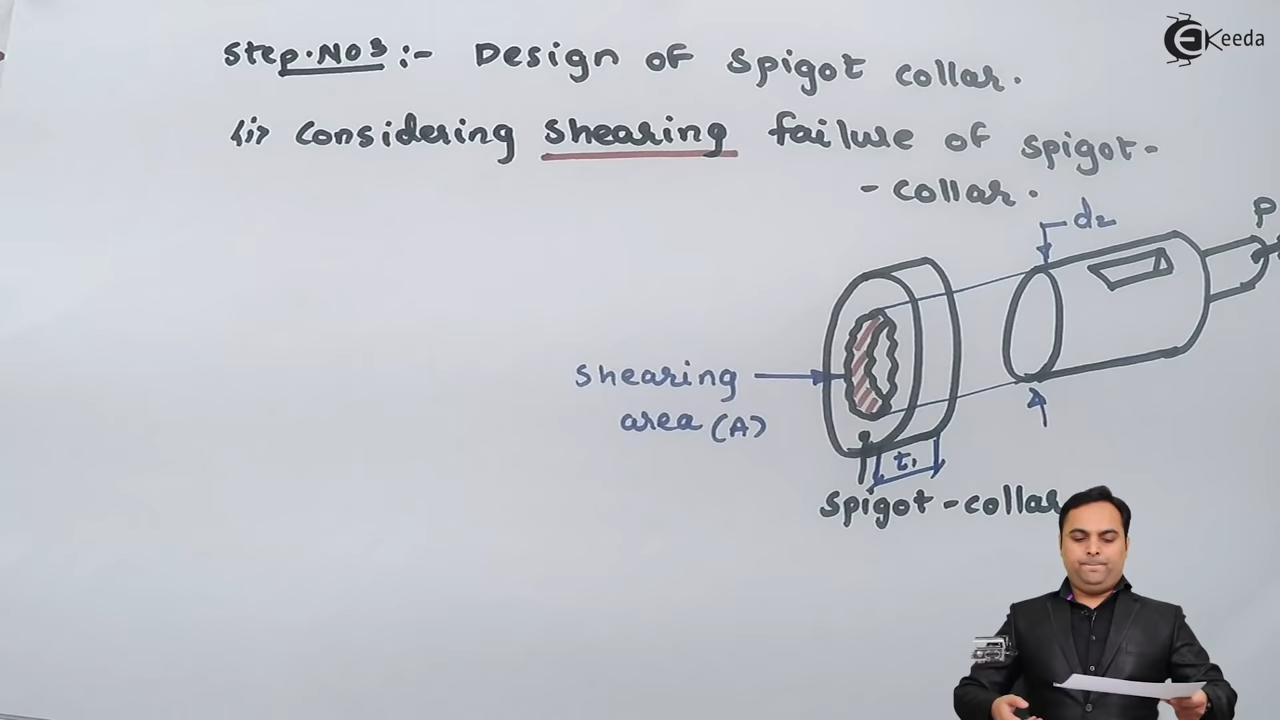 Step.No3:- Design of spigot collar.
(i) Considering shearing failure of spigot-
- collar.
d2
P
shearing
area (A)
t1
spigot-collar
EKeeda